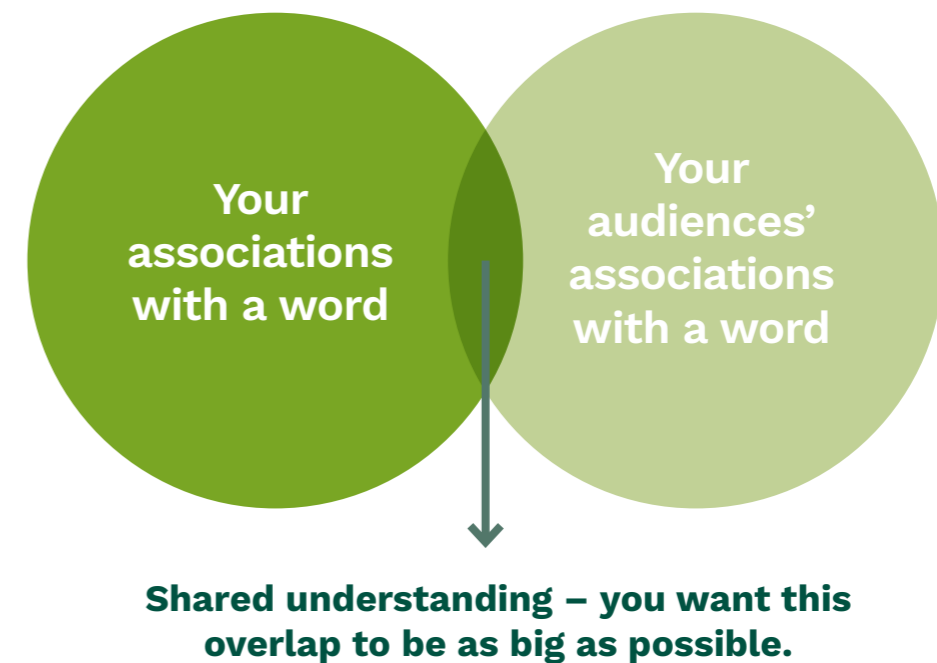 Your
associations
with a word
Your
audiences’
associations
with a word
Shared understanding – you want this
overlap to be as big as possible.